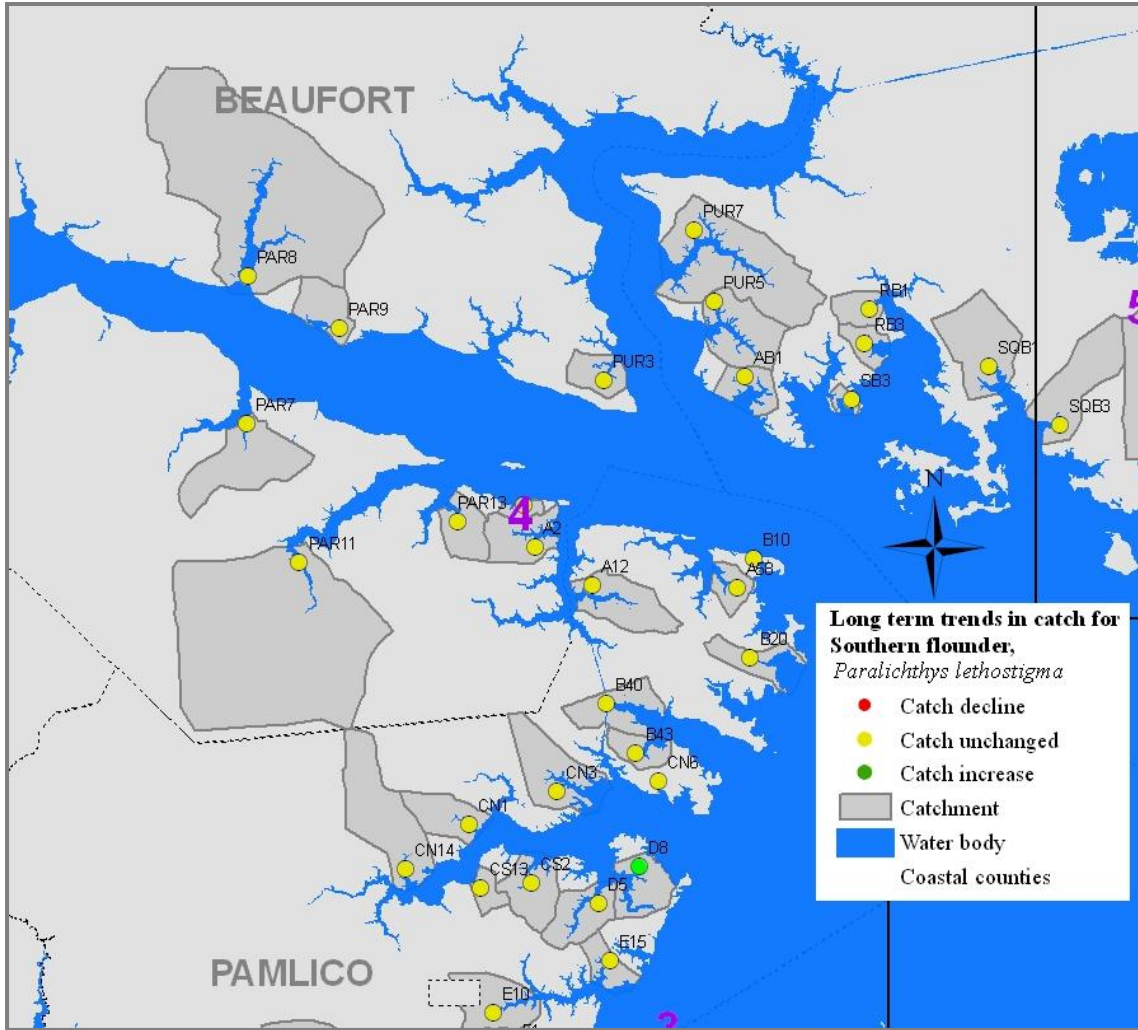 BEAUFORT
PUR7
PAR8
PUR5
RB1
PAR9
RB3
5
SQB1
PUR3
AB1
SB3
PAR7
SQB3
N
PAR13
4
A2
B10
PAR11
A12
A58
B20
B40
B43
CN6
CN3
CN1
CN14
D8
CS2
CS13
D5
E15
PAMLICO
E10
Long term trends in catch for
Southern flounder,
Paralichthys lethostigma
Catch decline
Catch unchanged
Catch increase
Catchment
Water body
Coastal counties